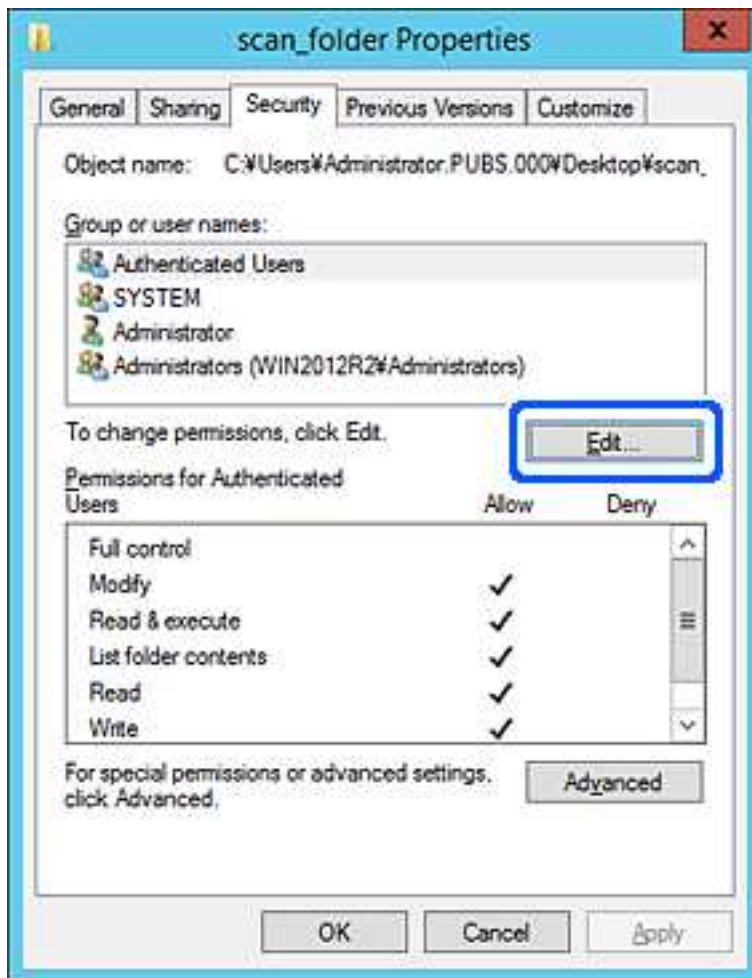 scan_folder Properties
General Sharing Security Previous Versions Customize
Object name: C:¥Users¥Administrator.PUBS.000¥Desktop¥scan_
Group or user names:
Authenticated Users
SYSTEM
Administrator
Administrators (WIN2012R2¥Administrators)
To change permissions, click Edit.
Edit...
Permissions for Authenticated
Users Allow Deny
Full control
Modify
Read & execute
List folder contents
Read
Write
For special permissions or advanced settings,
click Advanced.
Advanced
OK Cancel Apply